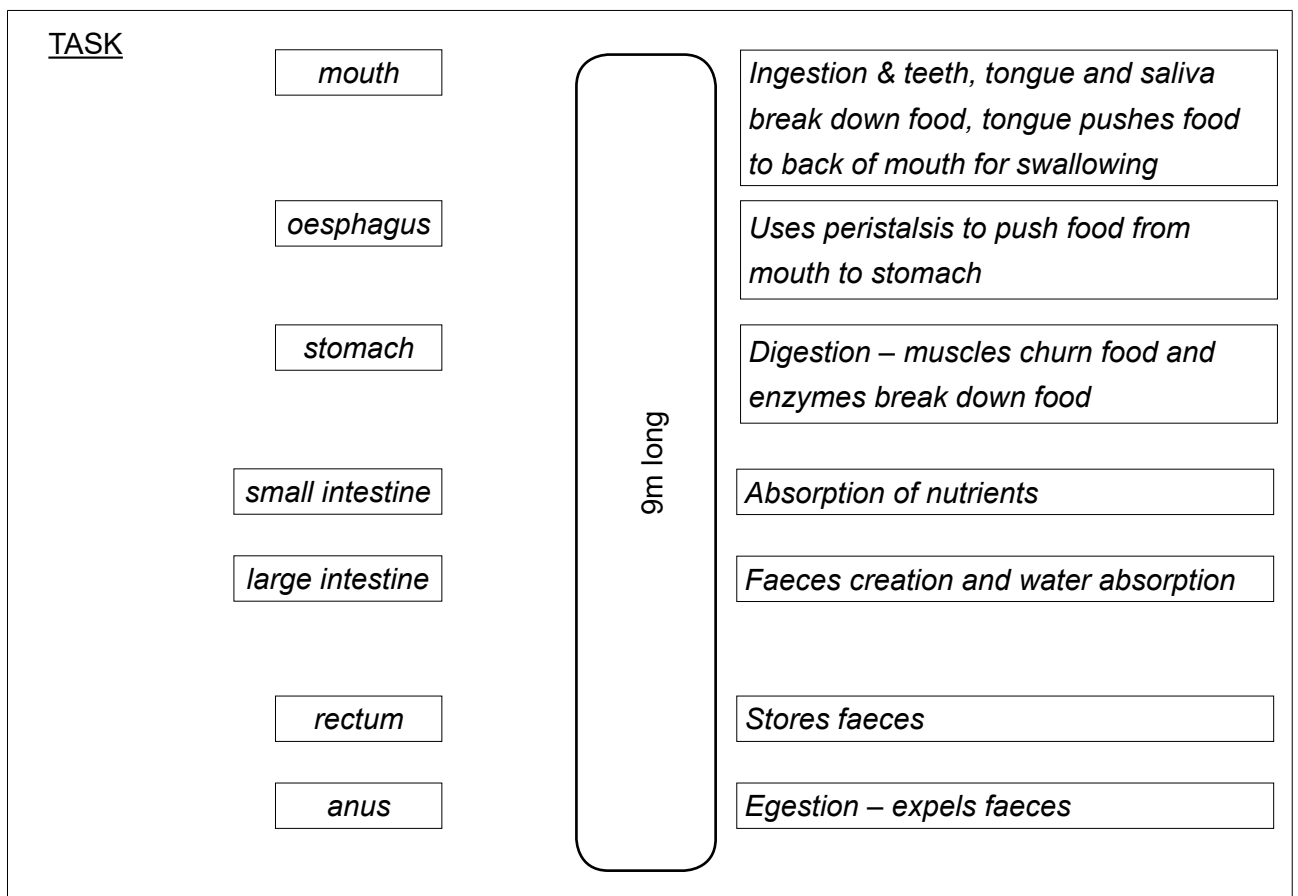 TASK
mouth
Ingestion & teeth, tongue and saliva
break down food, tongue pushes food
to back of mouth for swallowing
oesphagus
Uses peristalsis to push food from
mouth to stomach
stomach
Digestion – muscles churn food and
enzymes break down food
9m long
small intestine
Absorption of nutrients
large intestine
Faeces creation and water absorption
rectum
Stores faeces
anus
Egestion – expels faeces